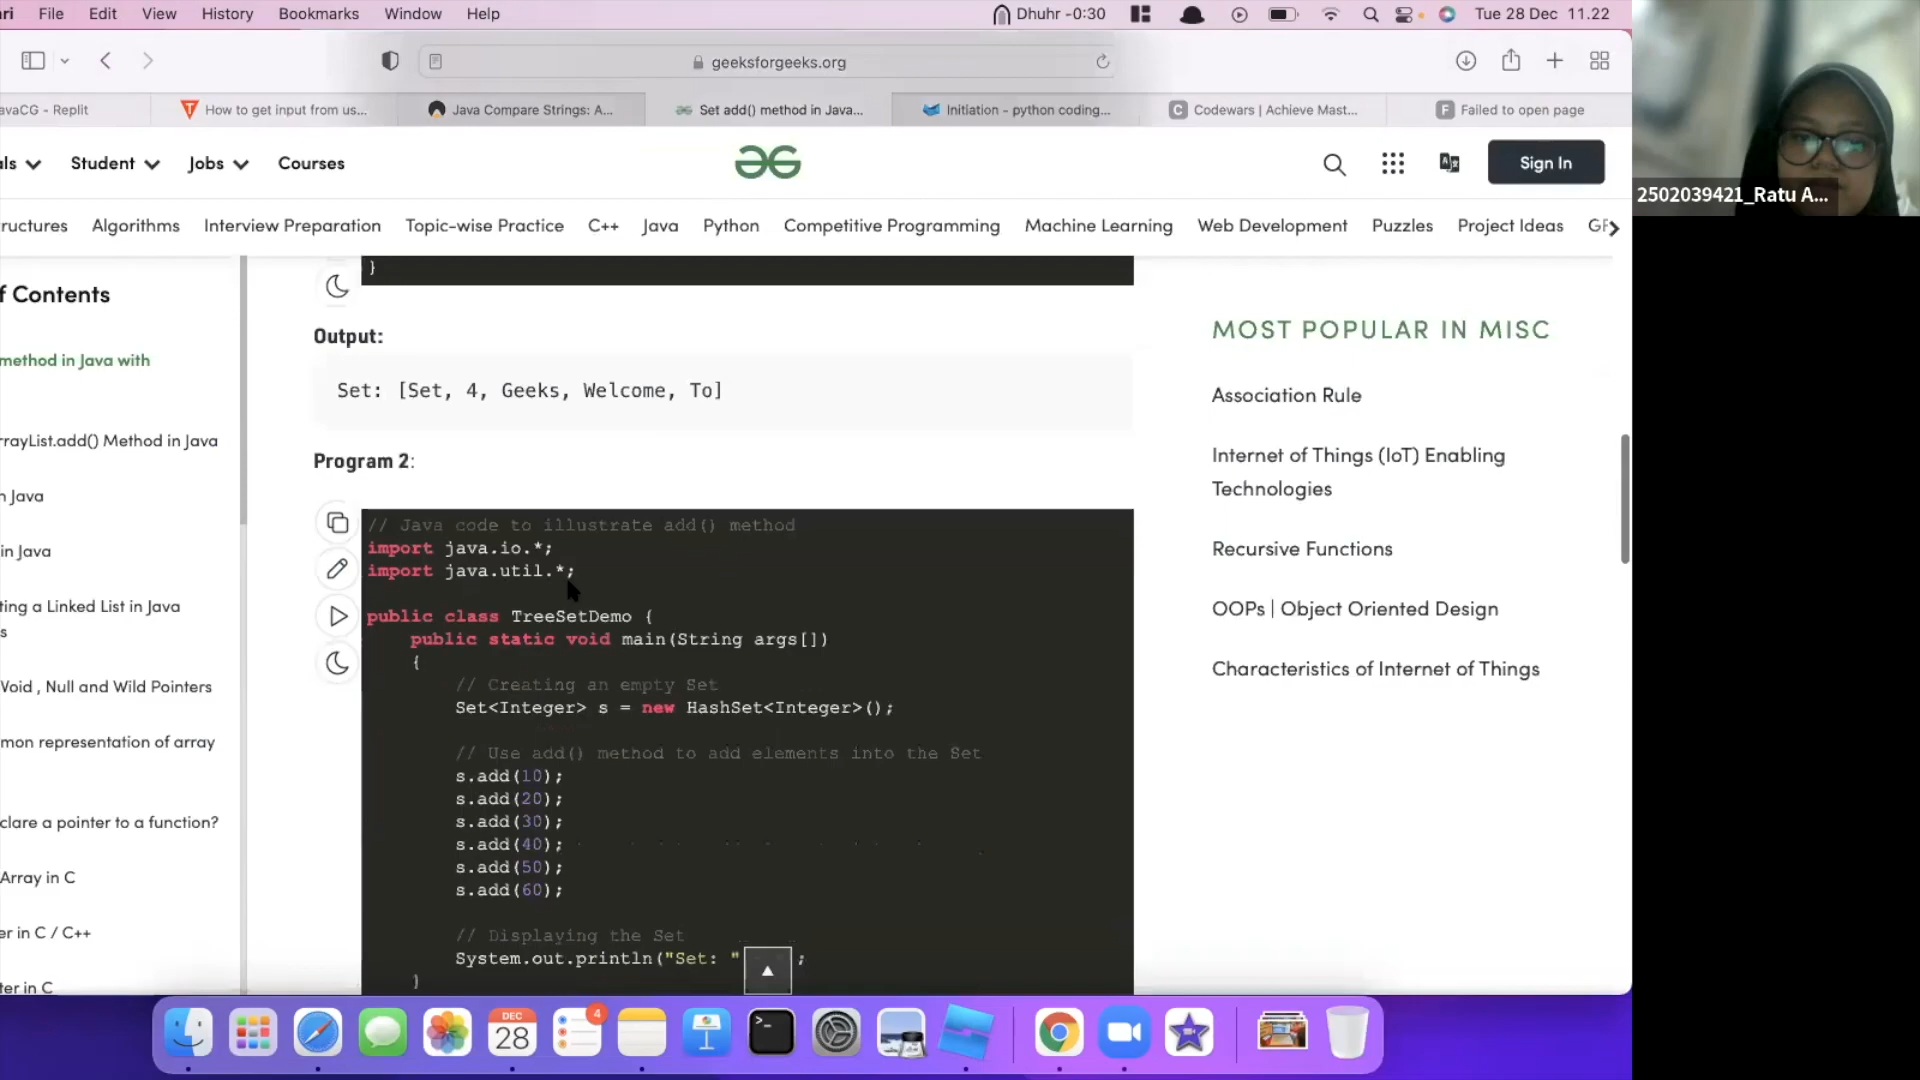 ri File Edit View History Bookmarks Window Help Dhuhr -0:30 Tue 28 Dec 11.22
geeksforgeeks.org
avaCG - Replit How to get input from us... Java Compare Strings: A... Set add() method in Java... Initiation - python coding... Codewars | Achieve Mast... Failed to open page
ls Student Jobs Courses Sign In
ructures Algorithms Interview Preparation Topic-wise Practice C++ Java Python Competitive Programming Machine Learning Web Development Puzzles Project Ideas GF
f Contents
method in Java with
rrayList.add() Method in Java
n Java
in Java
ting a Linked List in Java
s
Void , Null and Wild Pointers
mon representation of array
clare a pointer to a function?
Array in C
er in C / C++
ter in C
}
Output:
Set: [Set, 4, Geeks, Welcome, To]
Program 2:
// Java code to illustrate add() method
import java.io.*;
import java.util.*;
public class TreeSetDemo {
public static void main(String args[])
{
// Creating an empty Set
Set<Integer> s = new HashSet<Integer>();
// Use add() method to add elements into the Set
s.add(10);
s.add(20);
s.add(30);
s.add(40);
s.add(50);
s.add(60);
// Displaying the Set
System.out.println("Set: " ;
}
MOST POPULAR IN MISC
Association Rule
Internet of Things (IoT) Enabling
Technologies
Recursive Functions
OOPs | Object Oriented Design
Characteristics of Internet of Things
2502039421_Ratu A...
DEC
28
4